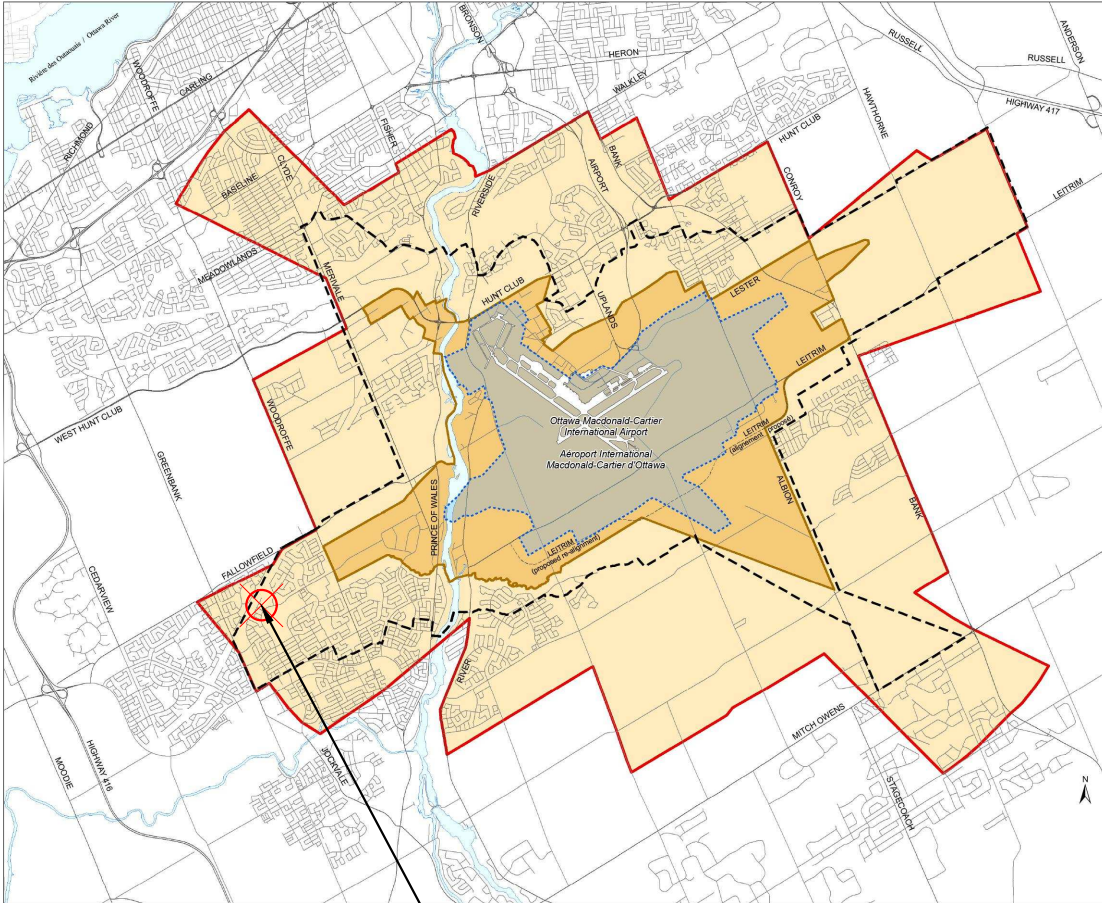 Rivière des Outaouais / Ottawa River
WOODROFFE
CARLING
RICHMOND
BRONSON
HERON
WALKLEY
FISHER
RUSSELL
RUSSELL
ANDERSON
HIGHWAY 417
HAWTHORNE
HUNT CLUB
BASELINE
CLYDE
RIVERSIDE
AIRPORT
BANK
CONROY
LEITRIM
MEADOWLANDS
MERIVALE
HUNT CLUB
UPLANDS
LESTER
LEITRIM
WEST HUNT CLUB
WOODROFFE
GREENBANK
Ottawa Macdonald-Cartier
International Airport
Aéroport International
Macdonald-Cartier d'Ottawa
LEITRIM
(alignement proposé)
ALBION
BANK
PRINCE OF WALES
LEITRIM
(proposed re-alignment)
FALLOWFIELD
CEDARVIEW
RIVER
MITCH OWENS
JOCKVALE
HIGHWAY 416
MOODIE
STAGECOACH
N